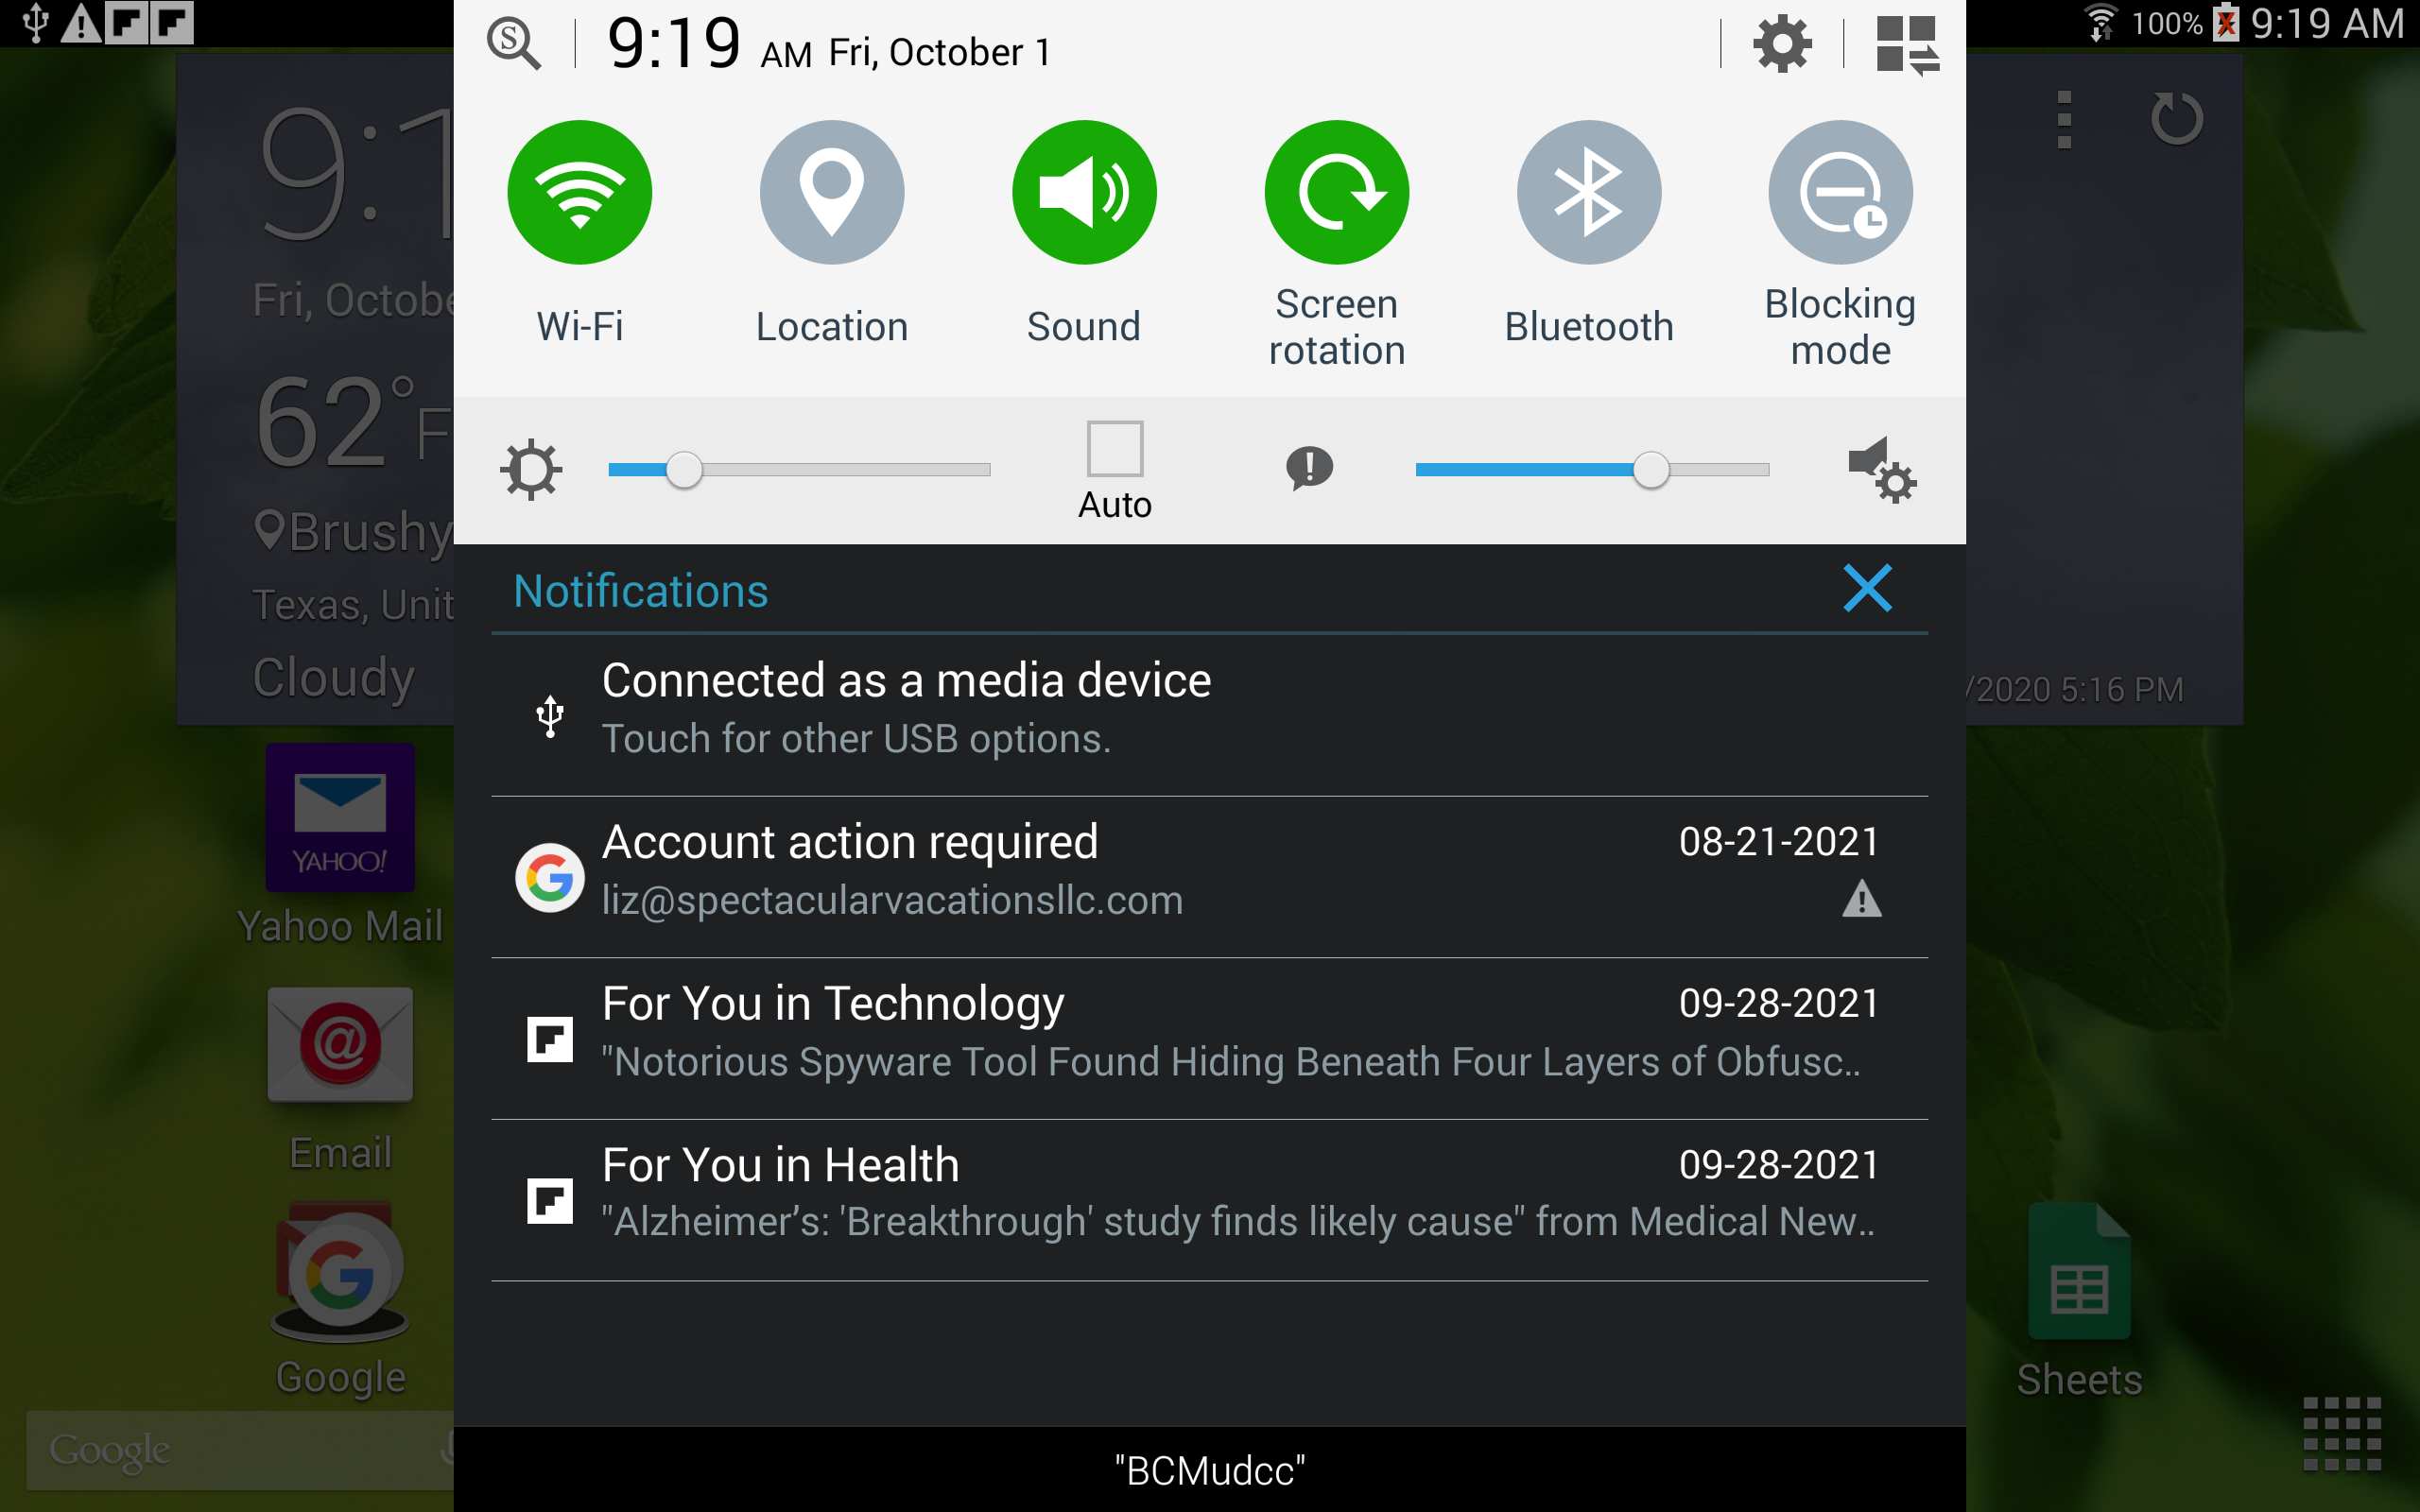 100% 9:19 AM
9:19 AM Fri, October 1
Wi-Fi
Location
Sound
Screen rotation
Bluetooth
Blocking mode
Auto
Notifications
Connected as a media device
Touch for other USB options.
Account action required 08-21-2021
liz@spectacularvacationsllc.com
For You in Technology 09-28-2021
"Notorious Spyware Tool Found Hiding Beneath Four Layers of Obfusc..
For You in Health 09-28-2021
"Alzheimer's: 'Breakthrough' study finds likely cause" from Medical New..
"BCMudcc"
9:1
Fri, Octobe
62°F
Brushy
Texas, Unit
Cloudy
/2020 5:16 PM
YAHOO!
Yahoo Mail
Email
Google
Google
Sheets